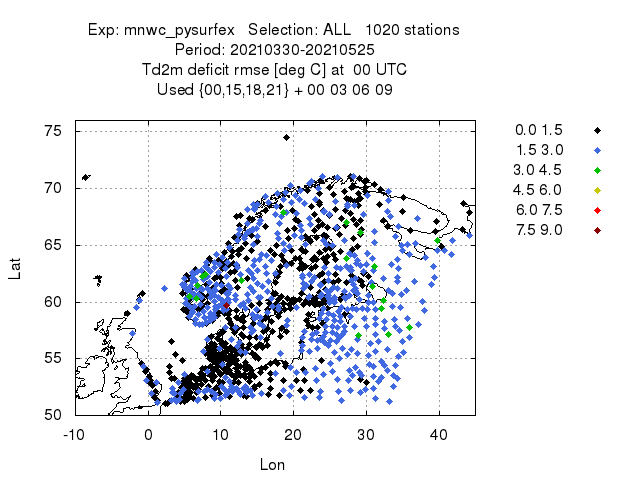 Exp: mnwc_pysurfex   Selection: ALL   1020 stations
Period: 20210330-20210525
Td2m deficit rmse [deg C] at  00 UTC
Used {00,15,18,21} + 00 03 06 09
0.0 1.5
1.5 3.0
3.0 4.5
4.5 6.0
6.0 7.5
7.5 9.0
75
70
65
60
55
50
Lat
-10 0 10 20 30 40
Lon